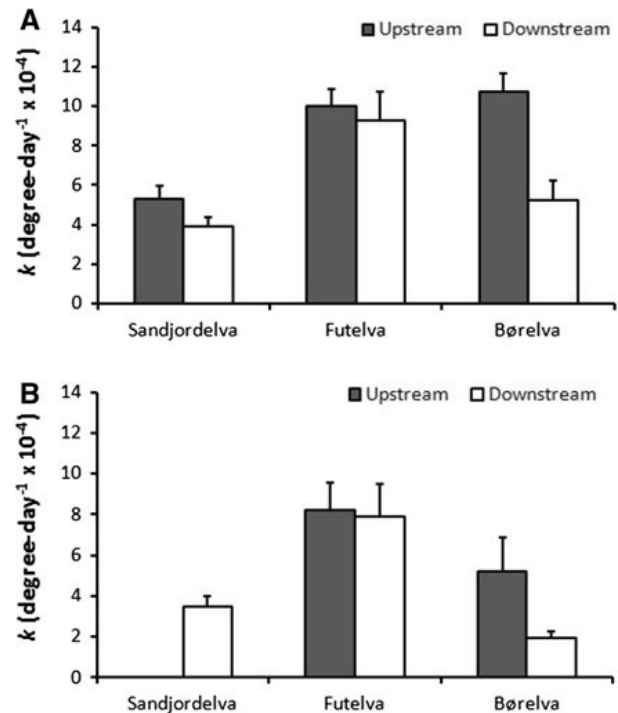 A
Upstream Downstream
14
12
10
8
6
4
2
0
k (degree-day⁻¹ x 10⁻⁴)
Sandjordelva Futelva Børelva
B
Upstream Downstream
14
12
10
8
6
4
2
0
k (degree-day⁻¹ x 10⁻⁴)
Sandjordelva Futelva Børelva